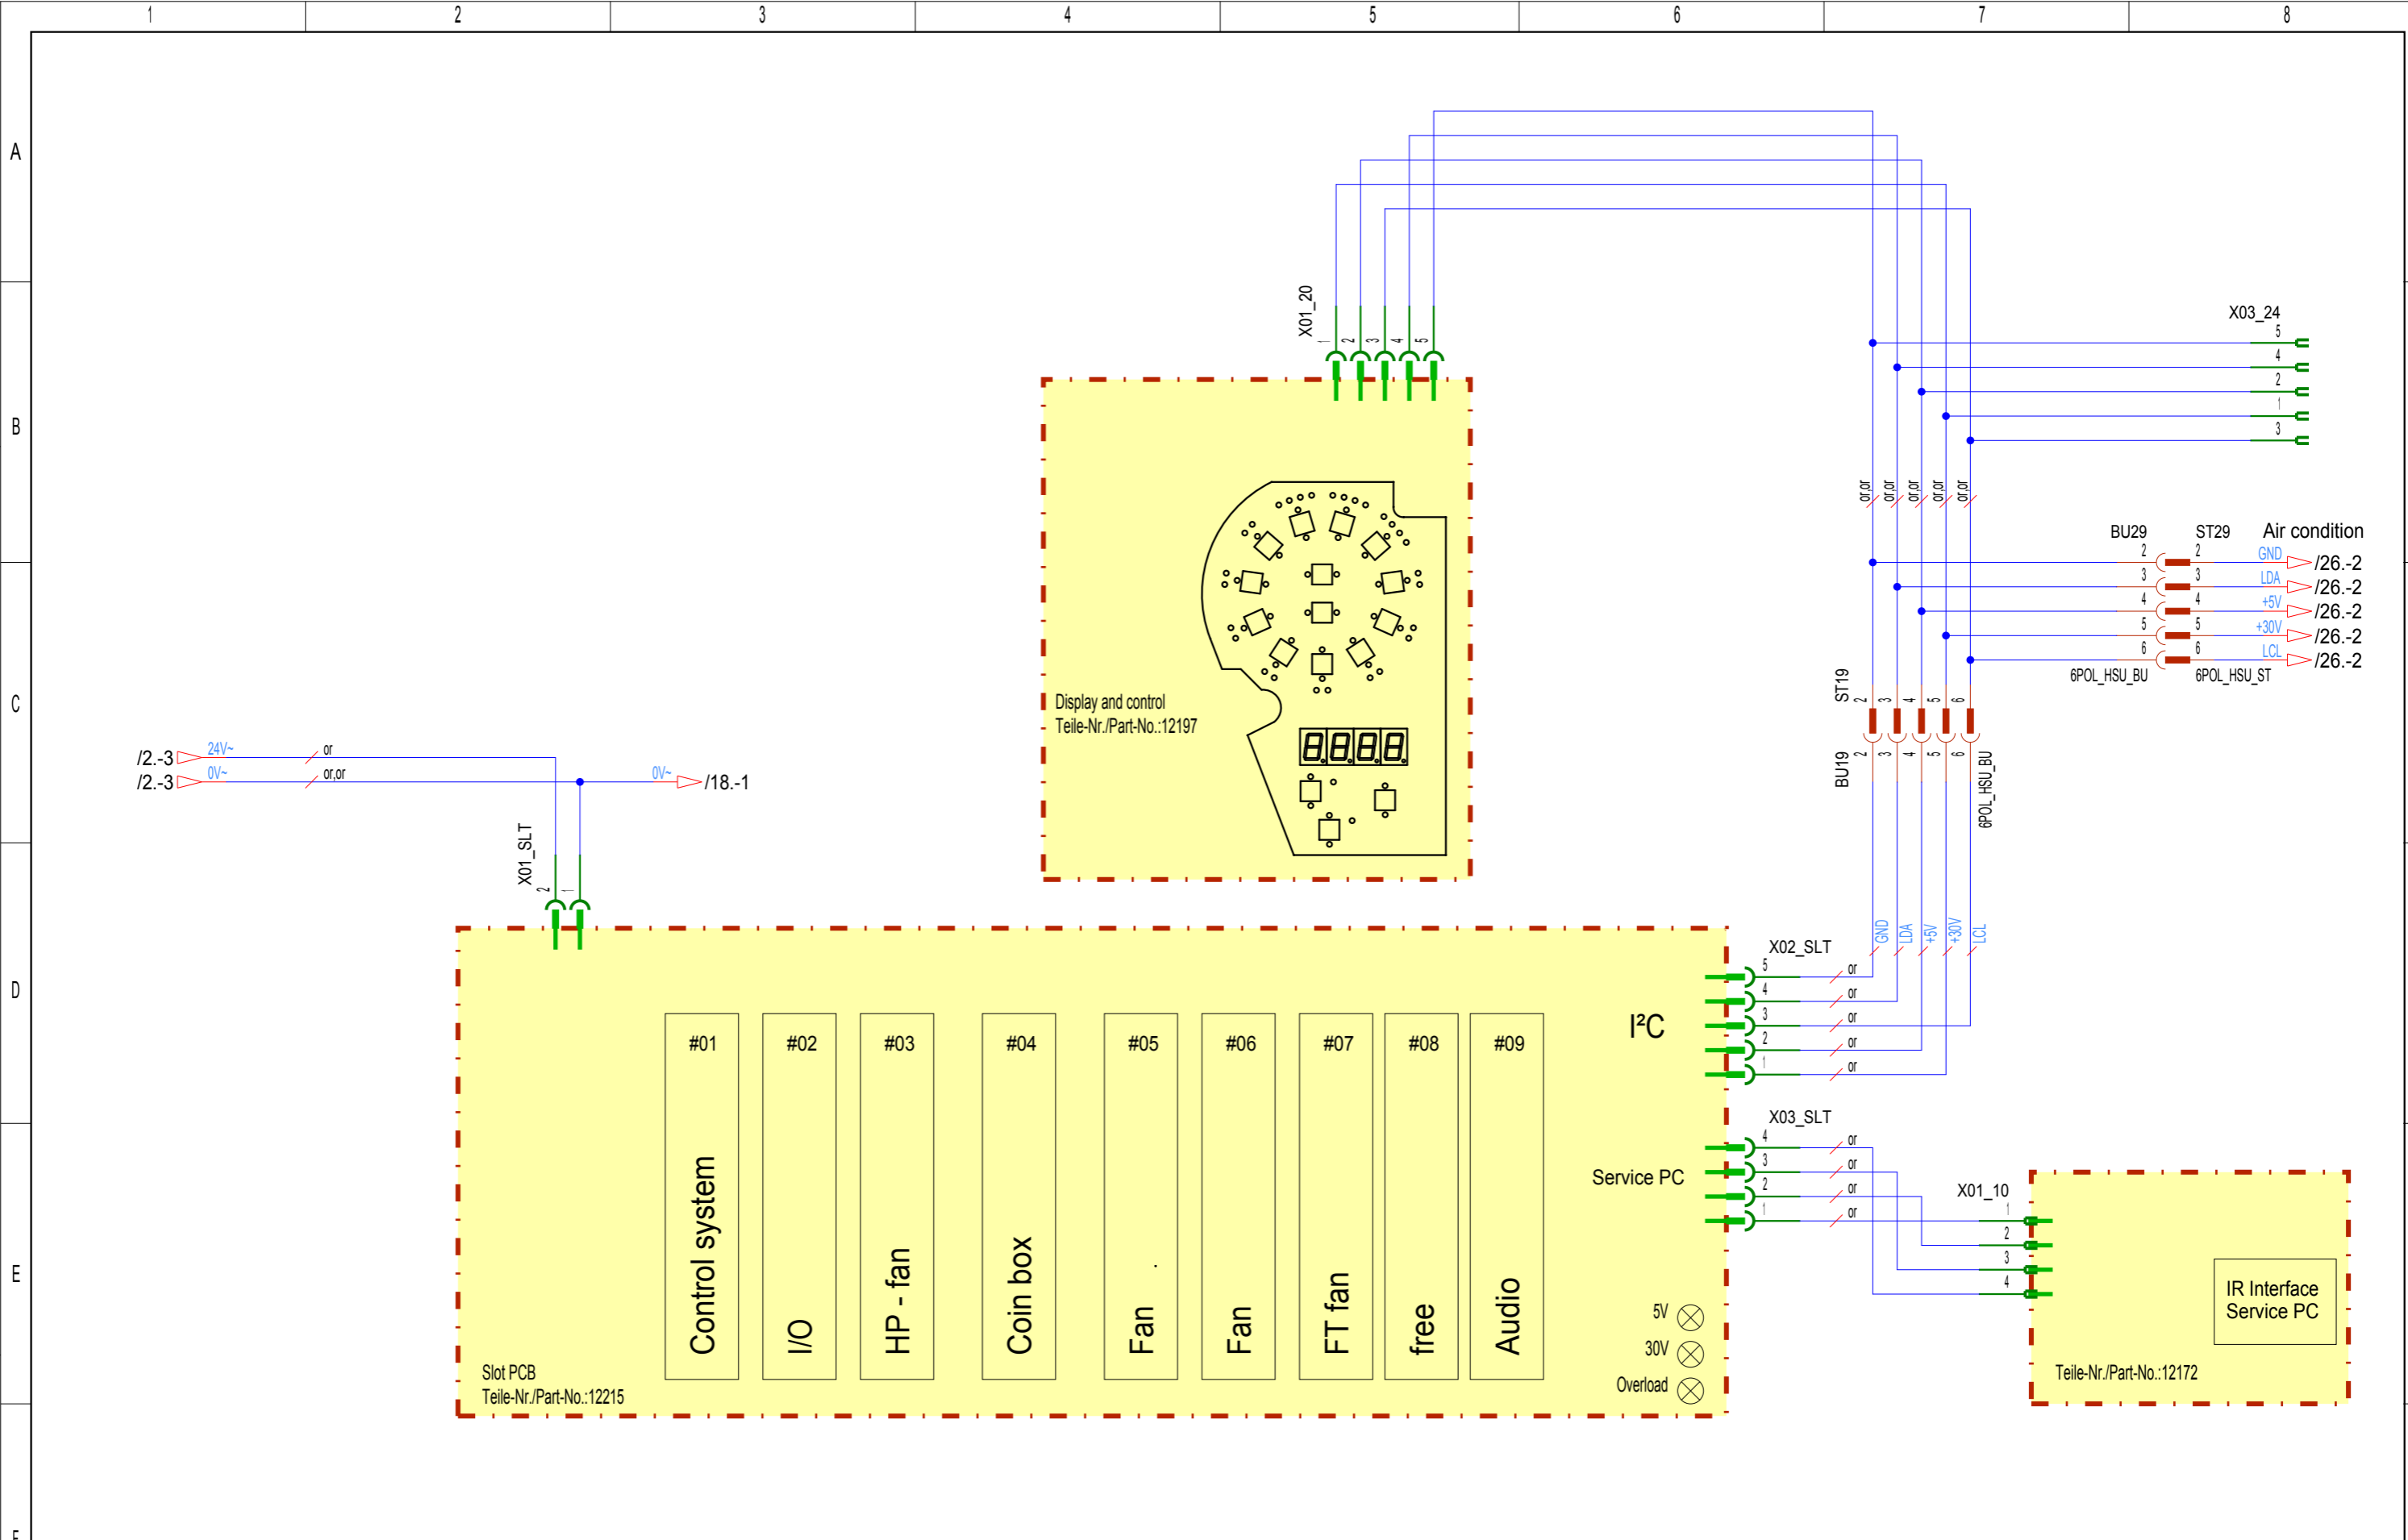 1 2 3 4 5 6 7 8
A
B
C
D
E
F
X01_20
1 2 3 4 5
X03_24
5
4
2
1
3
or,or or,or or,or or,or or,or
BU29 ST29 Air condition
2 2 GND /26.-2
3 3 LDA /26.-2
4 4 +5V /26.-2
5 5 +30V /26.-2
6 6 LCL /26.-2
6POL_HSU_BU 6POL_HSU_ST
ST19
2 3 4 5 6
BU19
2 3 4 5 6
6POL_HSU_BU
Display and control
Teile-Nr./Part-No.:12197
8.8.8.8.
/2.-3 24V~ or
/2.-3 0V~ or,or 0V~ /18.-1
X01_SLT
2 1
GND LDA +5V +30V LCL
X02_SLT
5 or
4 or
3 or
2 or
1 or
I²C
#01 #02 #03 #04 #05 #06 #07 #08 #09
Control system
I/O
HP - fan
Coin box
Fan
Fan
FT fan
free
Audio
X03_SLT
4 or
3 or
2 or
1 or
Service PC
X01_10
1
2
3
4
IR Interface
Service PC
Teile-Nr./Part-No.:12172
5V
30V
Overload
Slot PCB
Teile-Nr./Part-No.:12215